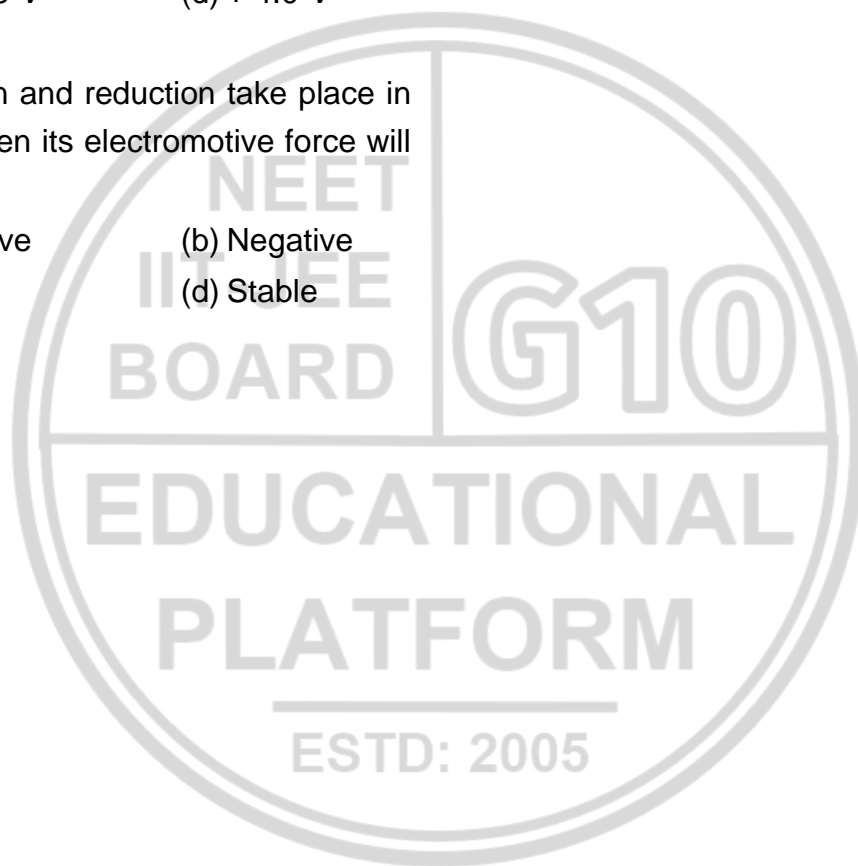 (d)
n and reduction take place in
en its electromotive force will
ve (b) Negative
(d) Stable
NEET
IIT JEE
BOARD
G10
EDUCATIONAL
PLATFORM
ESTD: 2005